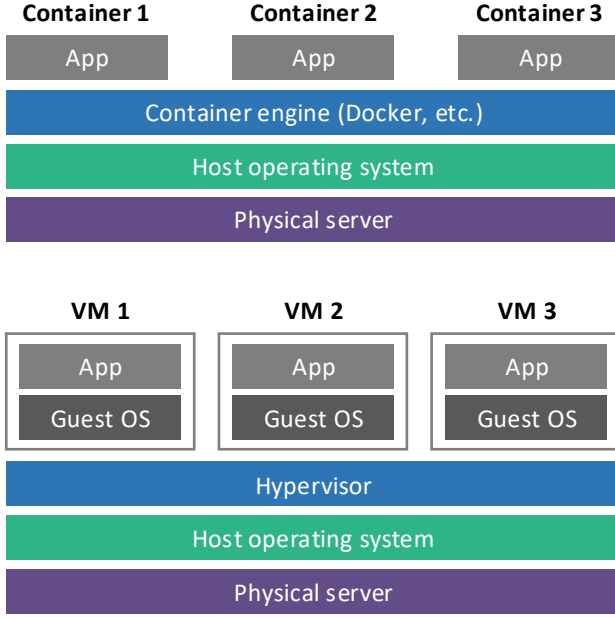 Container 1 Container 2 Container 3
App App App
Container engine (Docker, etc.)
Host operating system
Physical server
VM 1 VM 2 VM 3
App App App
Guest OS Guest OS Guest OS
Hypervisor
Host operating system
Physical server